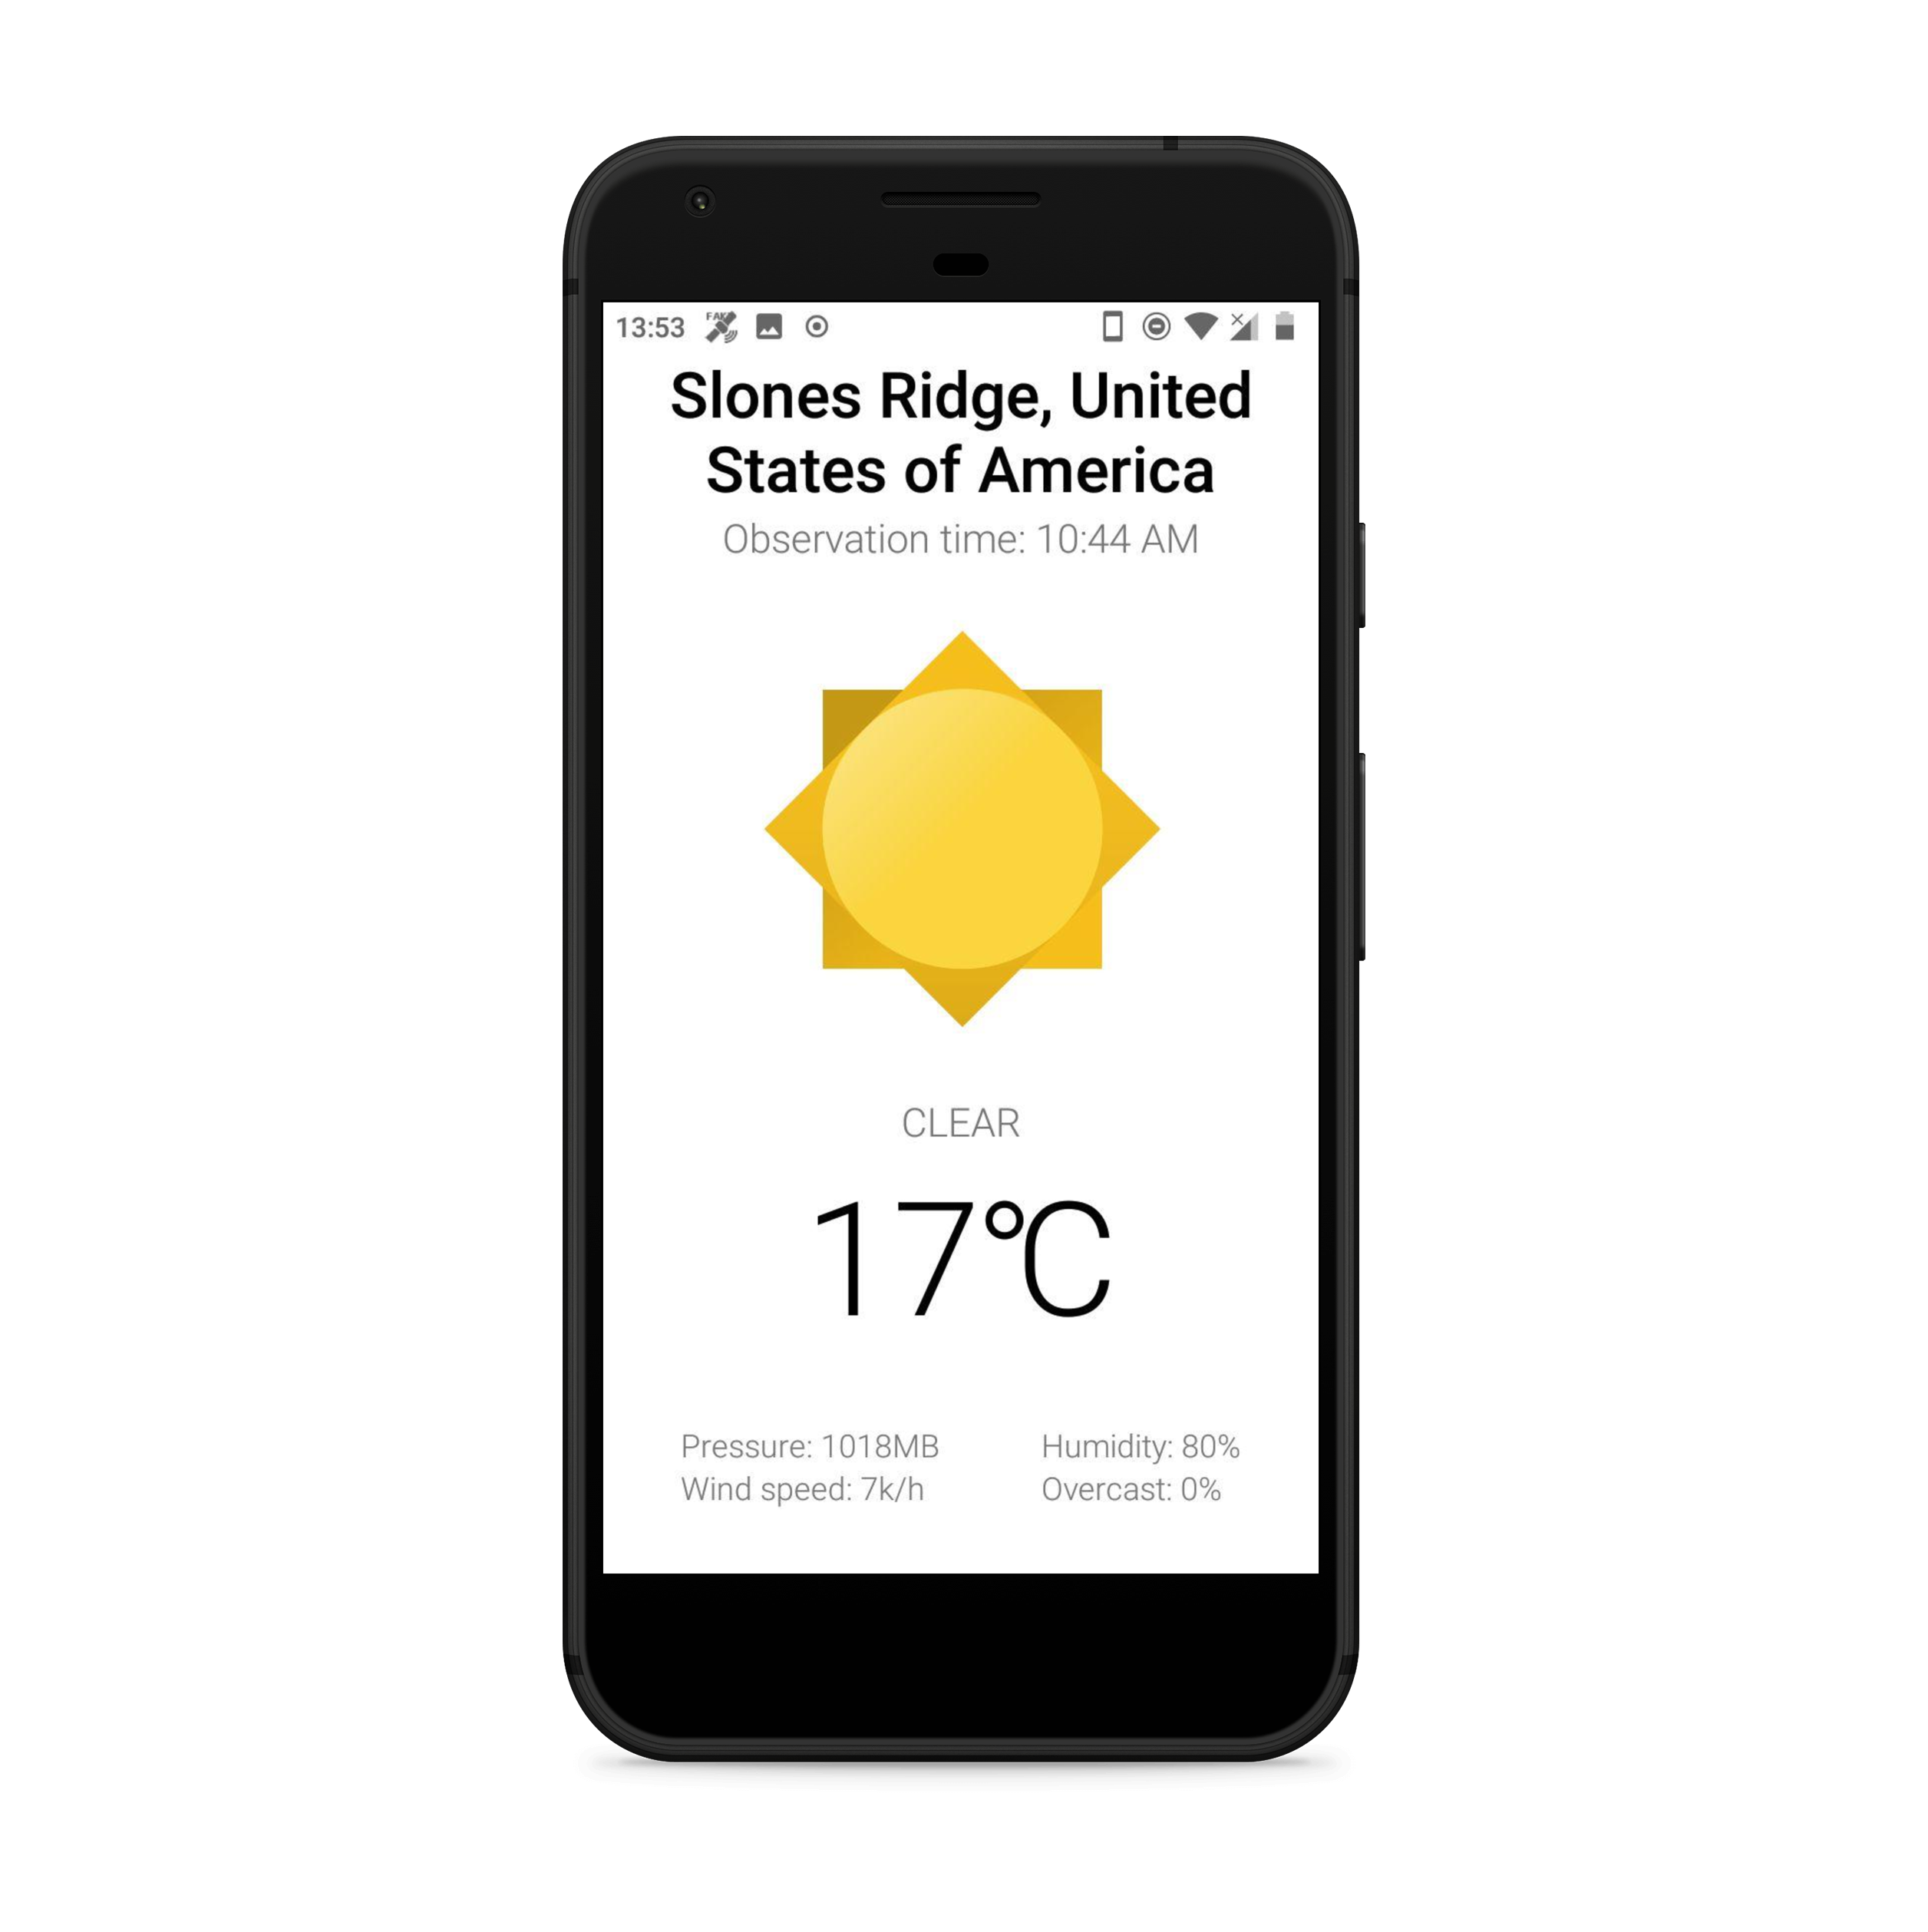 13:53 FAKE
Slones Ridge, United
States of America
Observation time: 10:44 AM
CLEAR
17°C
Pressure: 1018MB Humidity: 80%
Wind speed: 7k/h Overcast: 0%